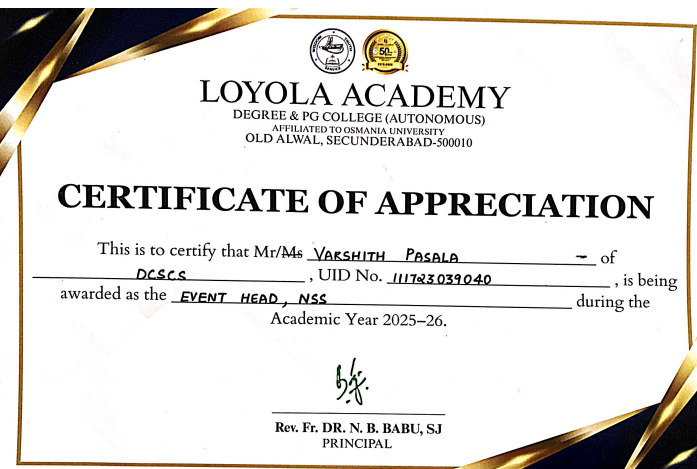 LOYOLA ACADEMY
DEGREE & PG COLLEGE (AUTONOMOUS)
AFFILIATED TO OSMANIA UNIVERSITY
OLD ALWAL, SECUNDERABAD-500010
CERTIFICATE OF APPRECIATION
This is to certify that Mr/Ms VARSHITH PASALA - of
DCSCS, UID No. 111723039040, is being
awarded as the EVENT HEAD, NSS during the
Academic Year 2025–26.
Rev. Fr. DR. N. B. BABU, SJ
PRINCIPAL